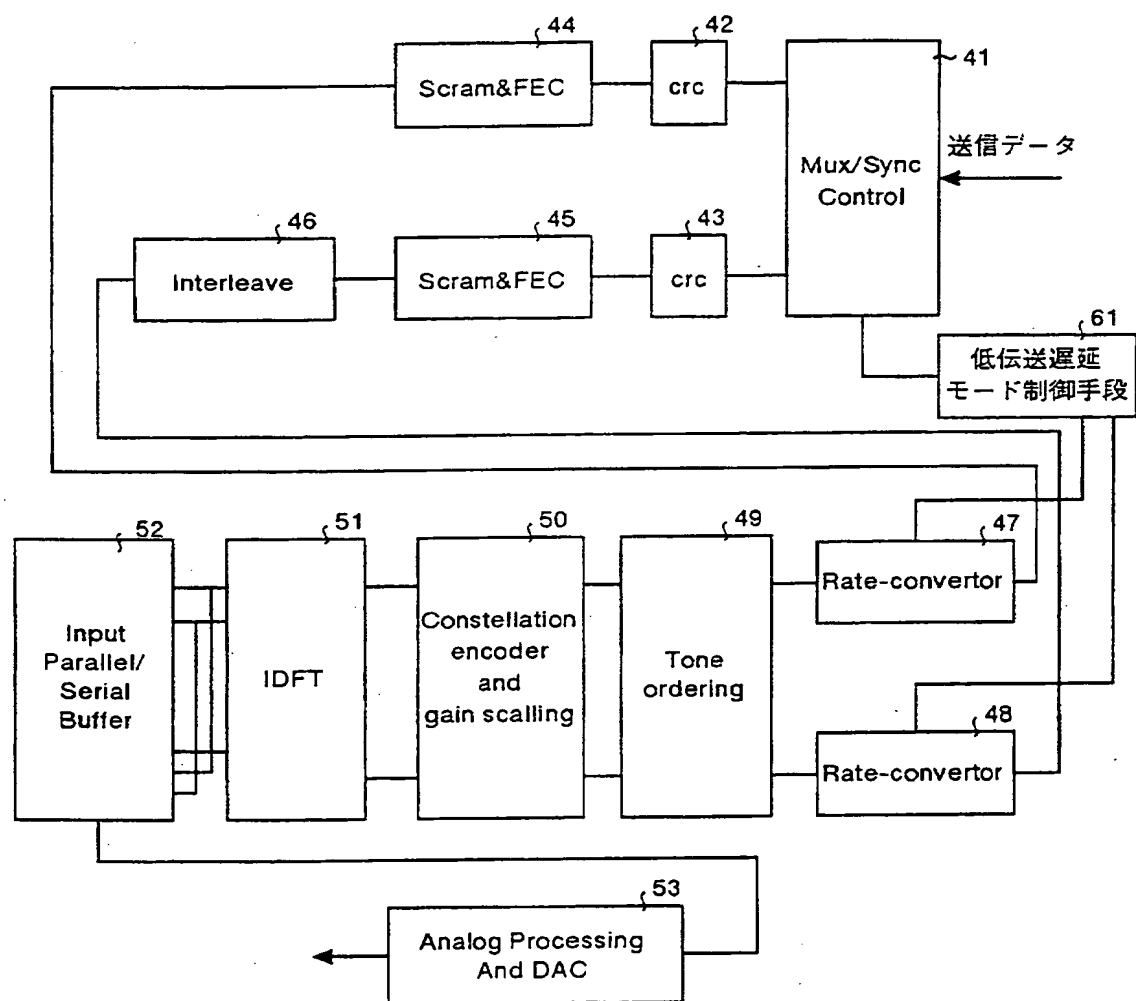 44
42
41
Scram&FEC
crc
Mux/Sync
Control
送信データ
46
45
43
Interleave
Scram&FEC
crc
61
低伝送遅延
モード制御手段
52
51
50
49
47
Input
Parallel/
Serial
Buffer
IDFT
Constellation
encoder
and
gain scalling
Tone
ordering
Rate-convertor
48
Rate-convertor
53
Analog Processing
And DAC